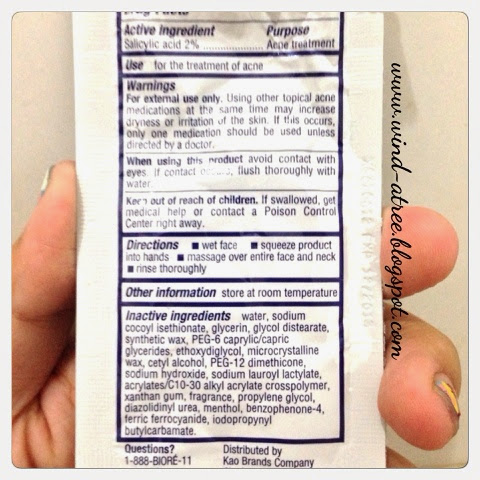 Drug Facts
Active Ingredient Purpose
Salicylic acid 2% ........................ Acne treatment
Use for the treatment of acne
Warnings
For external use only. Using other topical acne
medications at the same time may increase
dryness or irritation of the skin. If this occurs,
only one medication should be used unless
directed by a doctor.
When using this product avoid contact with
eyes. If contact occurs, flush thoroughly with
water.
Keep out of reach of children. If swallowed, get
medical help or contact a Poison Control
Center right away.
Directions ■ wet face ■ squeeze product
into hands ■ massage over entire face and neck
■ rinse thoroughly
Other information store at room temperature
Inactive ingredients water, sodium
cocoyl isethionate, glycerin, glycol distearate,
synthetic wax, PEG-6 caprylic/capric
glycerides, ethoxydiglycol, microcrystalline
wax, cetyl alcohol, PEG-12 dimethicone,
sodium hydroxide, sodium lauroyl lactylate,
acrylates/C10-30 alkyl acrylate crosspolymer,
xanthan gum, fragrance, propylene glycol,
diazolidinyl urea, menthol, benzophenone-4,
ferric ferrocyanide, iodopropynyl
butylcarbamate.
Questions? Distributed by
1-888-BIORÉ-11 Kao Brands Company
www.wind-atree.blogspot.com